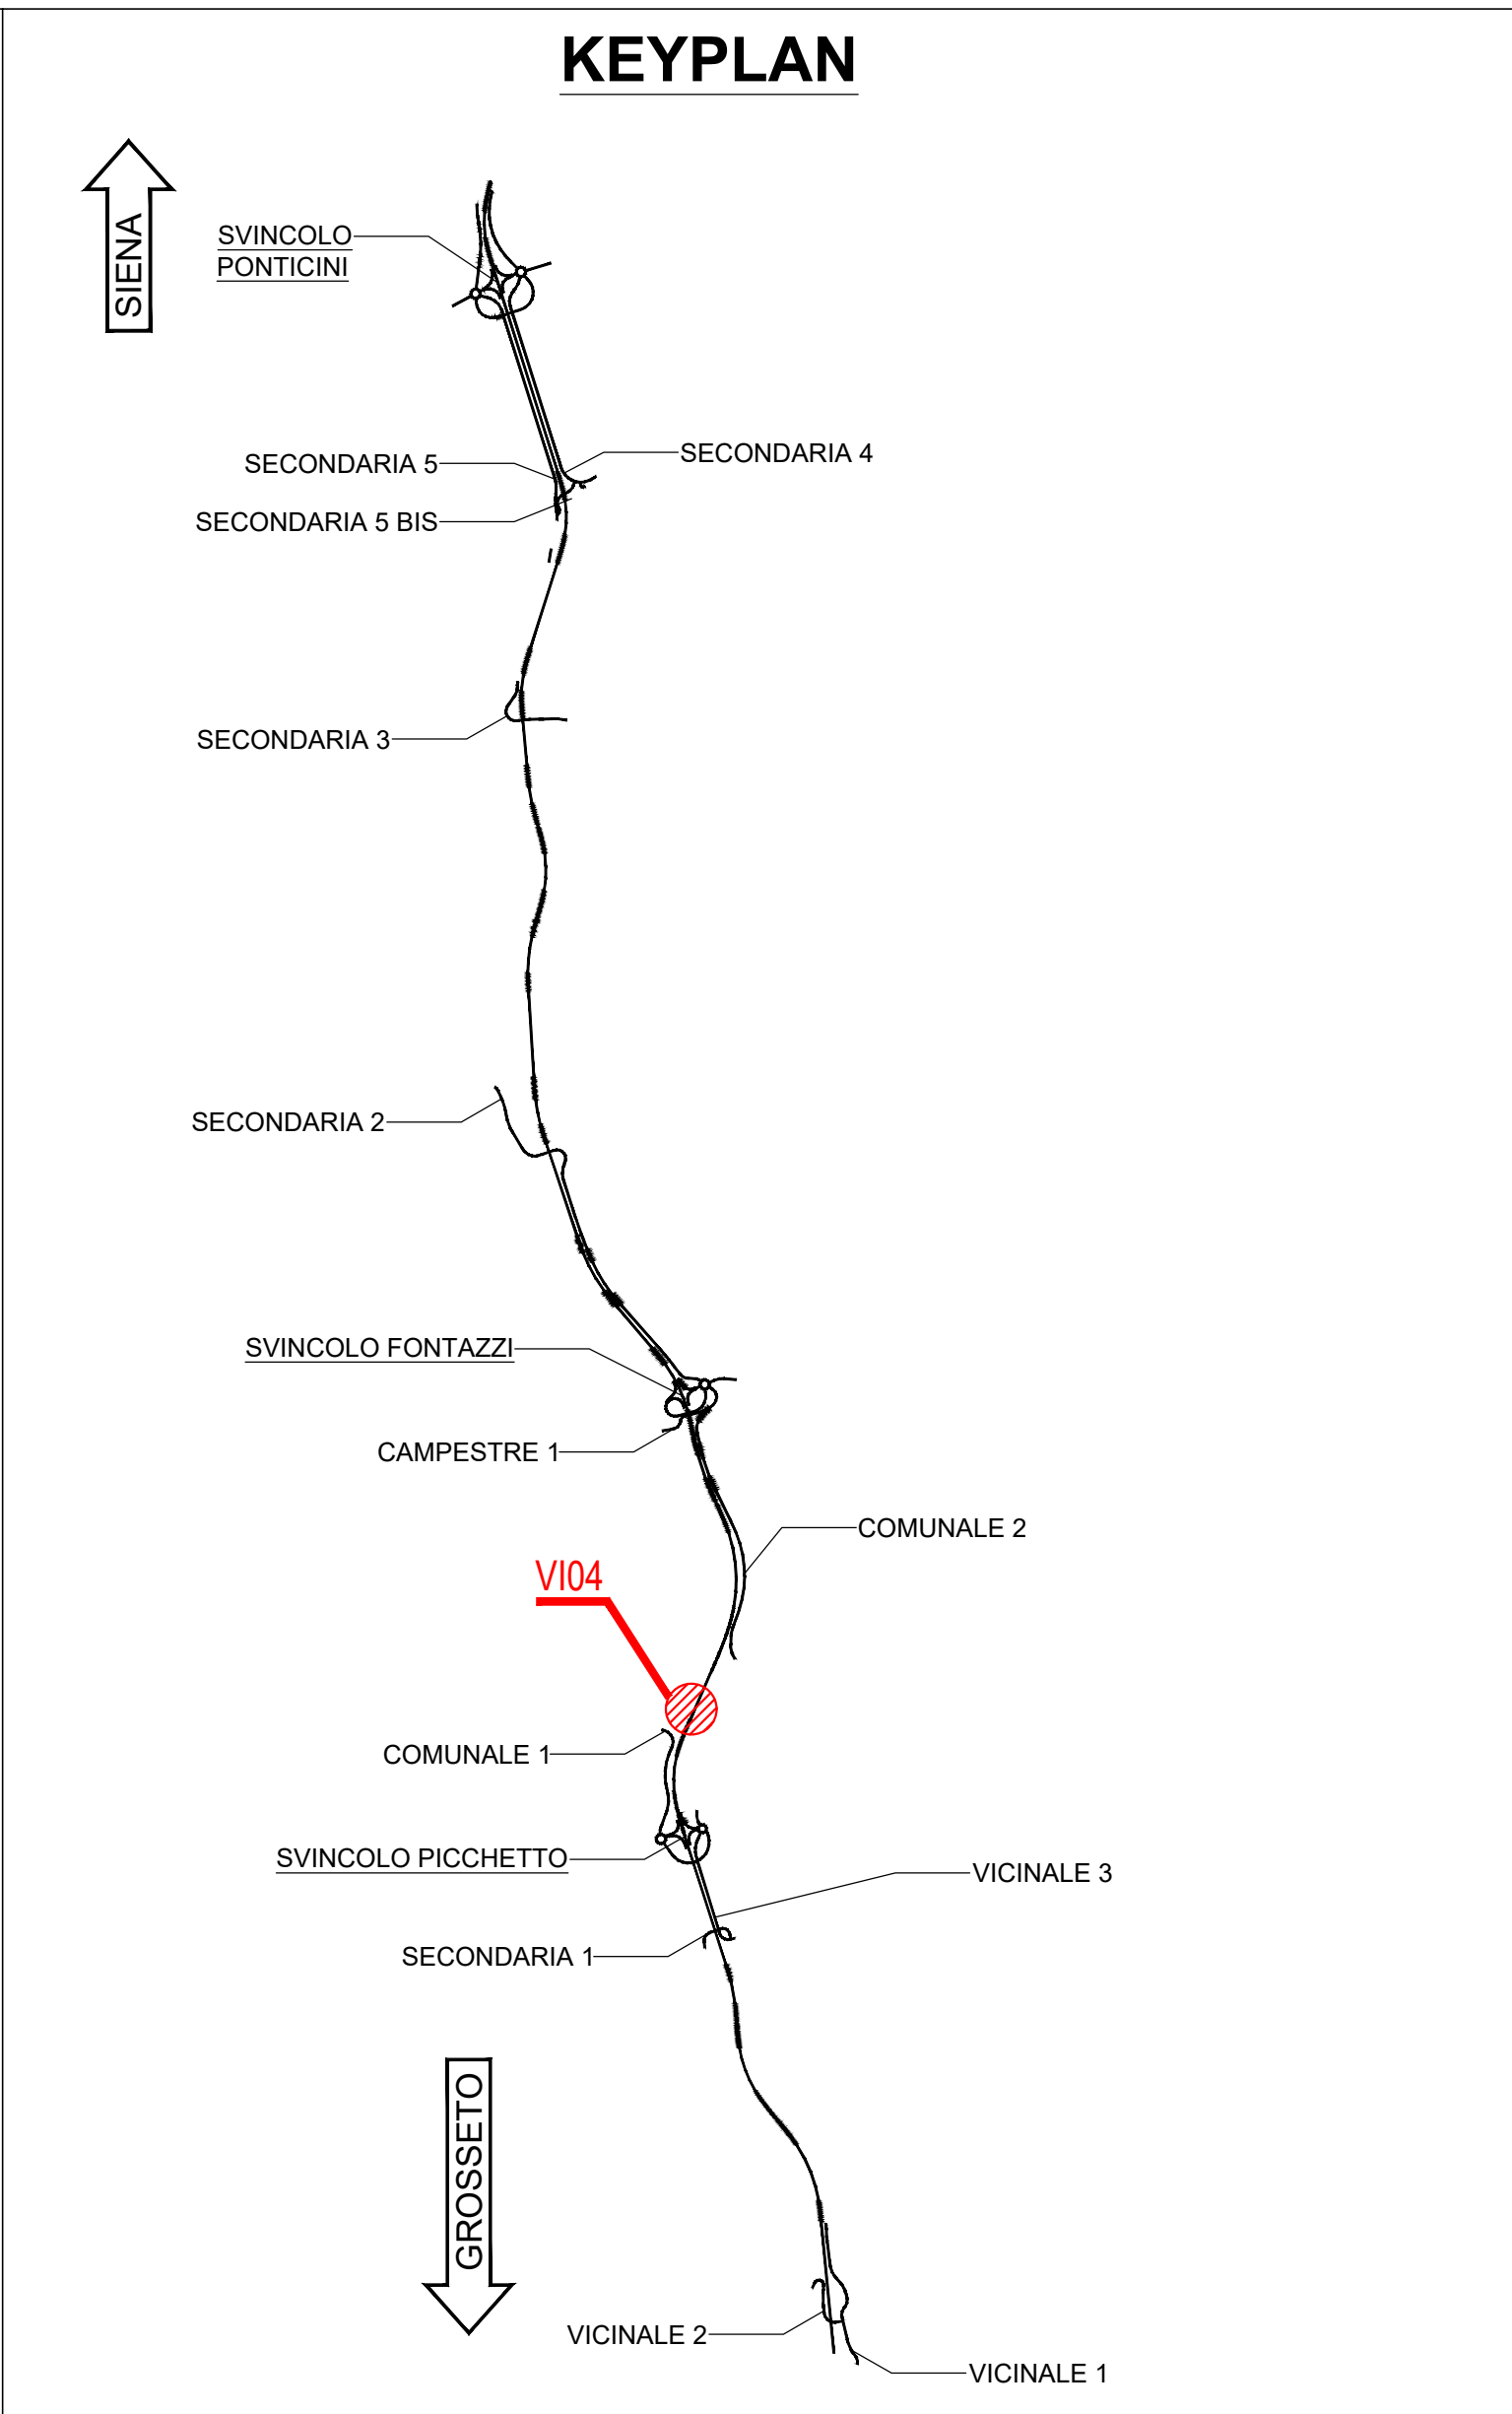 KEYPLAN
SIENA
SVINCOLO
PONTICINI
SECONDARIA 4
SECONDARIA 5
SECONDARIA 5 BIS
SECONDARIA 3
SECONDARIA 2
SVINCOLO FONTAZZI
CAMPESTRE 1
COMUNALE 2
VI04
COMUNALE 1
SVINCOLO PICCHETTO
VICINALE 3
SECONDARIA 1
GROSSETO
VICINALE 2
VICINALE 1